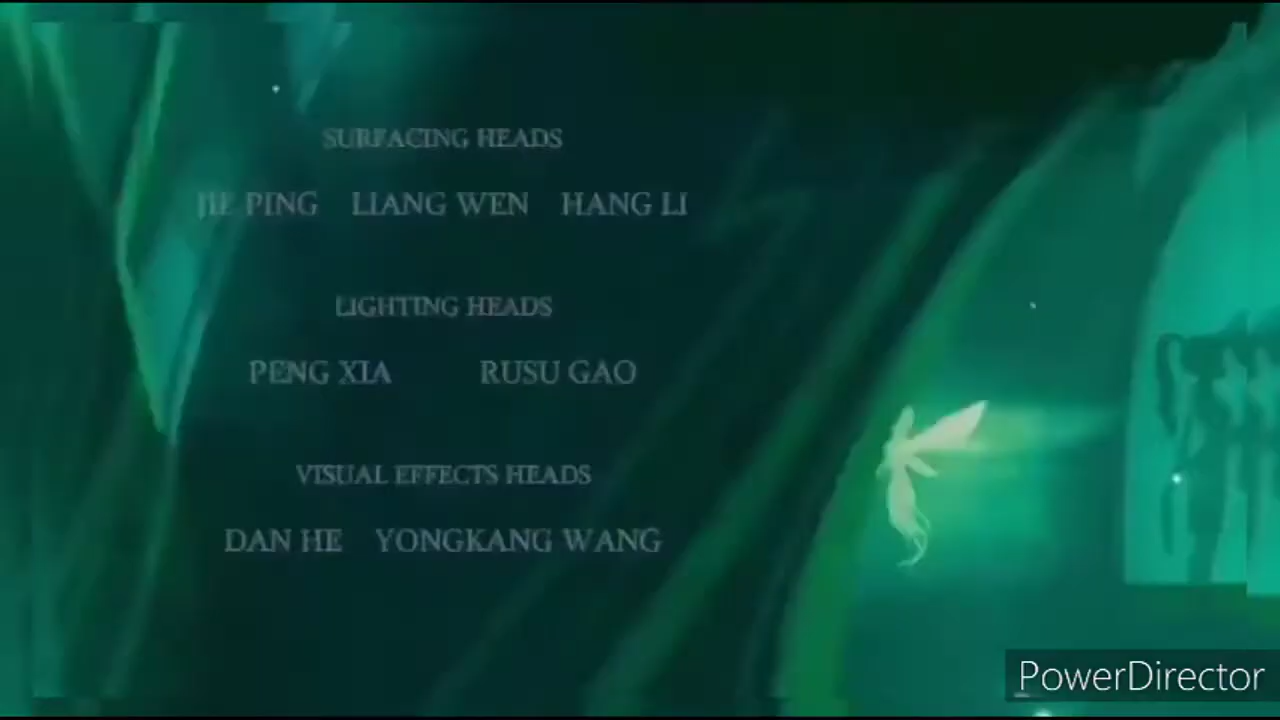 SURFACING HEADS
JIE PING LIANG WEN HANG LI
LIGHTING HEADS
PENG XIA RUSU GAO
VISUAL EFFECTS HEADS
DAN HE YONGKANG WANG
PowerDirector